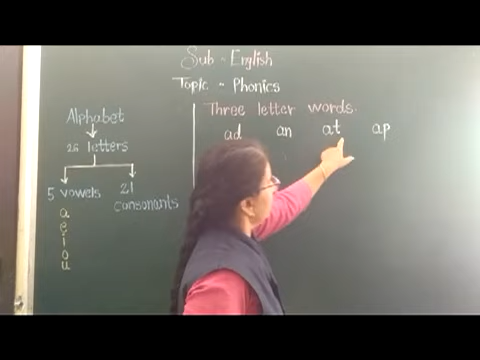 Sub - English
Topic - Phonics
Alphabet
26 letters
5 vowels
21 consonants
a
e
i
o
u
Three letter words.
ad an at ap